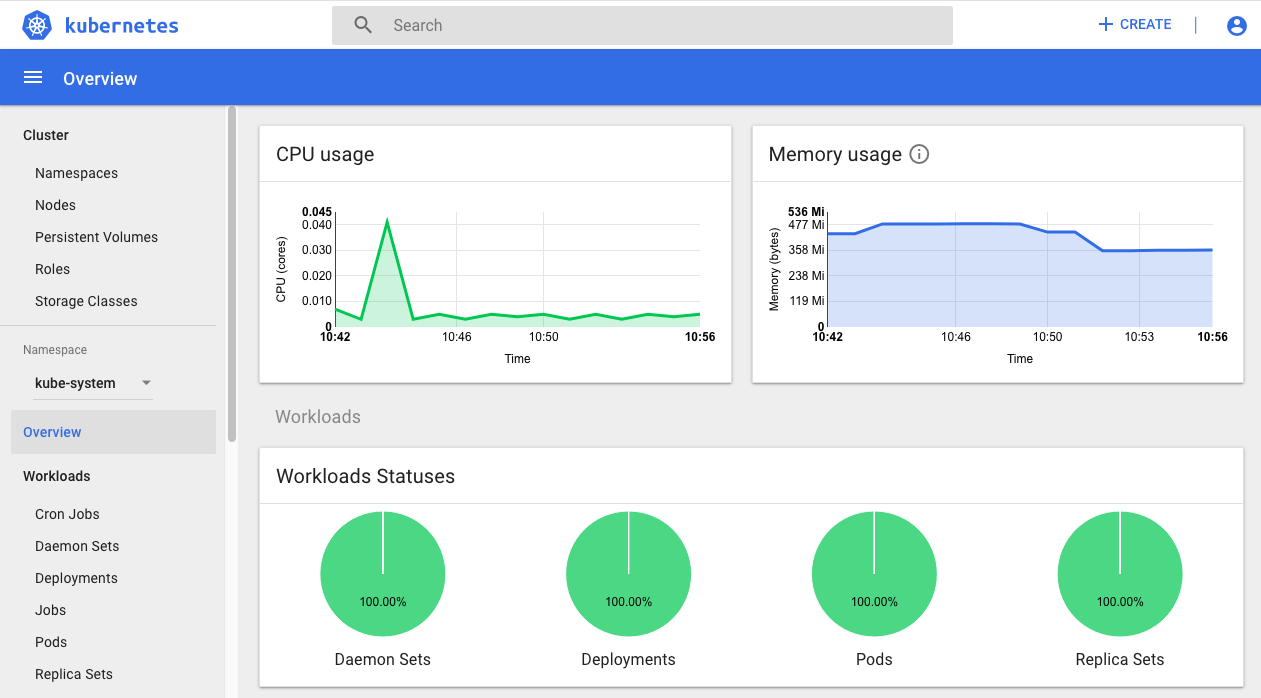 kubernetes
Search
CREATE
Overview
Cluster
Namespaces
Nodes
Persistent Volumes
Roles
Storage Classes
Namespace
kube-system
Overview
Workloads
Cron Jobs
Daemon Sets
Deployments
Jobs
Pods
Replica Sets
CPU usage
CPU (cores)
0.045
0.040
0.030
0.020
0.010
0
10:42 10:46 10:50 10:56
Time
Memory usage
Memory (bytes)
536 Mi
477 Mi
358 Mi
238 Mi
119 Mi
0
10:42 10:46 10:50 10:53 10:56
Time
Workloads
Workloads Statuses
100.00% 100.00% 100.00% 100.00%
Daemon Sets Deployments Pods Replica Sets